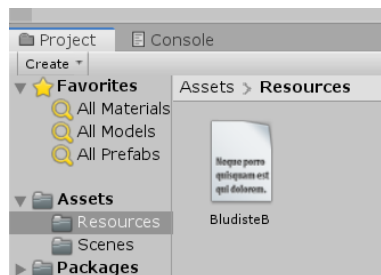 Project Console
Create
Favorites
All Materials
All Models
All Prefabs
Assets > Resources
Neque porro
quisquam est
qui dolorem.
BludisteB
Assets
Resources
Scenes
Packages